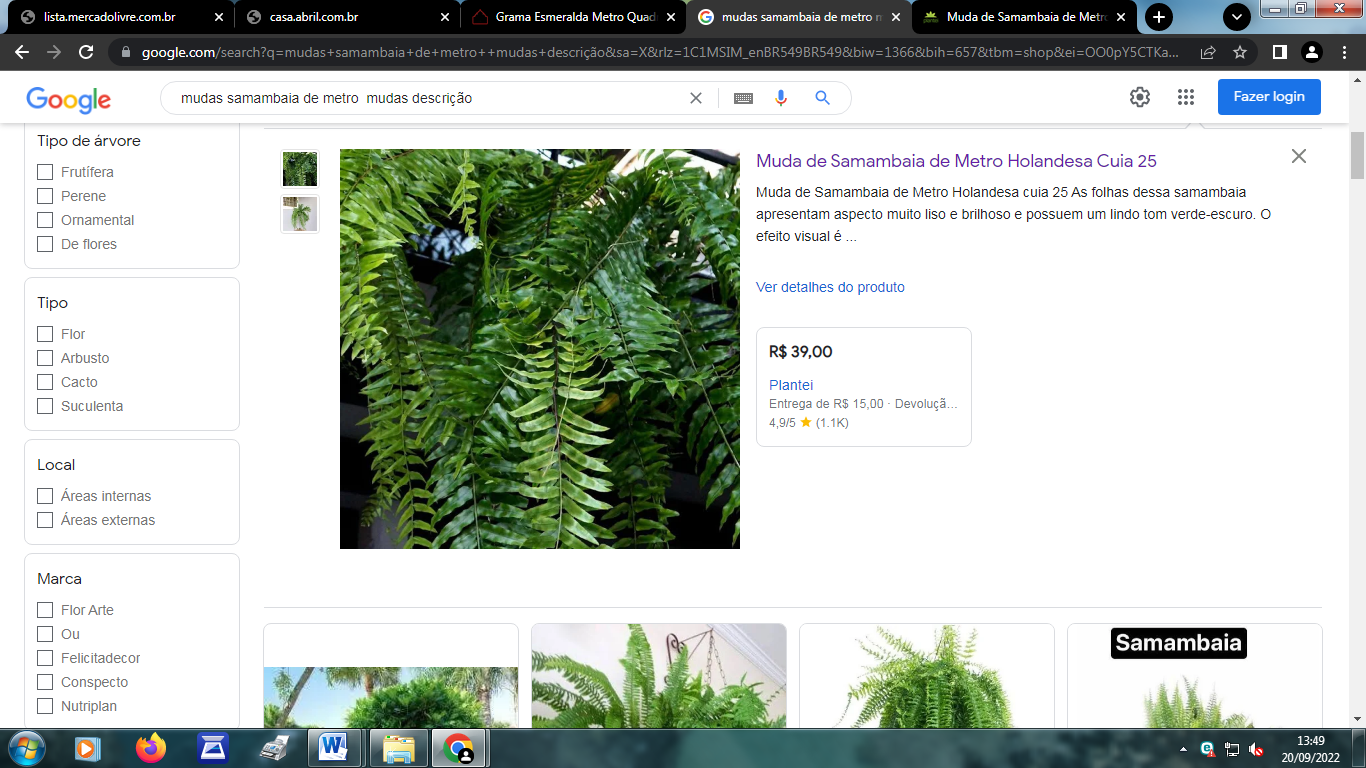 lista.mercadolivre.com.br
casa.abril.com.br
Grama Esmeralda Metro Quad
mudas samambaia de metro m
Muda de Samambaia de Metr
google.com/search?q=mudas+samambaia+de+metro++mudas+descrição&sa=X&rlz=1C1MSIM_enBR549BR549&biw=1366&bih=657&tbm=shop&ei=OO0pY5CTKa...
Google
mudas samambaia de metro  mudas descrição
Fazer login
Tipo de árvore
Frutífera
Perene
Ornamental
De flores
Tipo
Flor
Arbusto
Cacto
Suculenta
Local
Áreas internas
Áreas externas
Marca
Flor Arte
Ou
Felicitadecor
Conspecto
Nutriplan
Muda de Samambaia de Metro Holandesa Cuia 25
Muda de Samambaia de Metro Holandesa cuia 25 As folhas dessa samambaia
apresentam aspecto muito liso e brilhoso e possuem um lindo tom verde-escuro. O
efeito visual é ...
Ver detalhes do produto
R$ 39,00
Plantei
Entrega de R$ 15,00 · Devoluçã...
4,9/5 ★ (1.1K)
Samambaia
13:49
20/09/2022